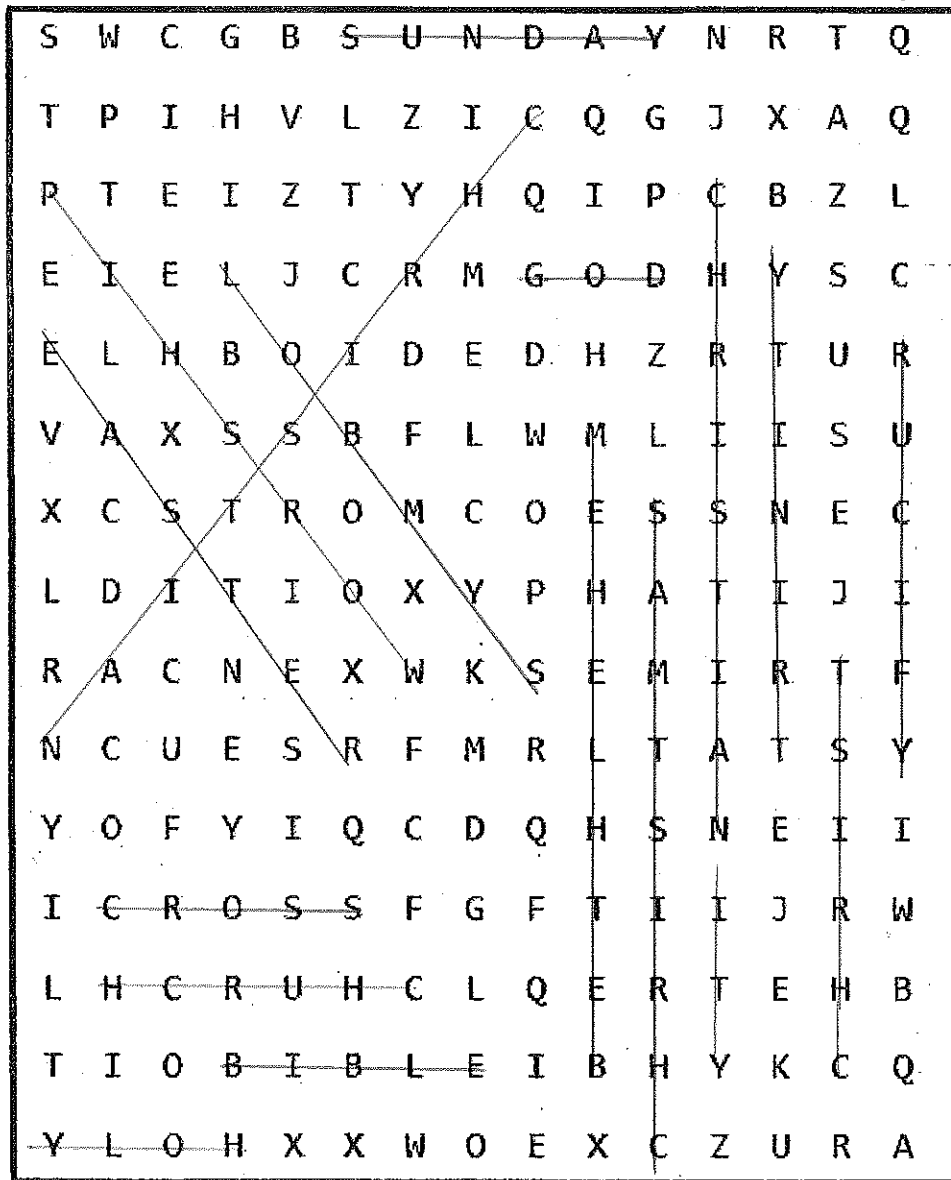 S W C G B S U N D A Y N R T Q
T P I H V L Z I C Q G J X A Q
P T E I Z T Y H Q I P C B Z L
E I E L J C R M G O D H Y S C
E L H B O I D E D H Z R T U R
V A X S S B F L W M L I I S U
X C S T R O M C O E S S N E C
L D I T I O X Y P H A T I J I
R A C N E X W K S E M I R T F
N C U E S R F M R L T A T S Y
Y O F Y I Q C D Q H S N E I I
I C R O S S F G F T I I J R W
L H C R U H C L Q E R T E H B
T I O B I B L E I B H Y K C Q
Y L O H X X W O E X C Z U R A